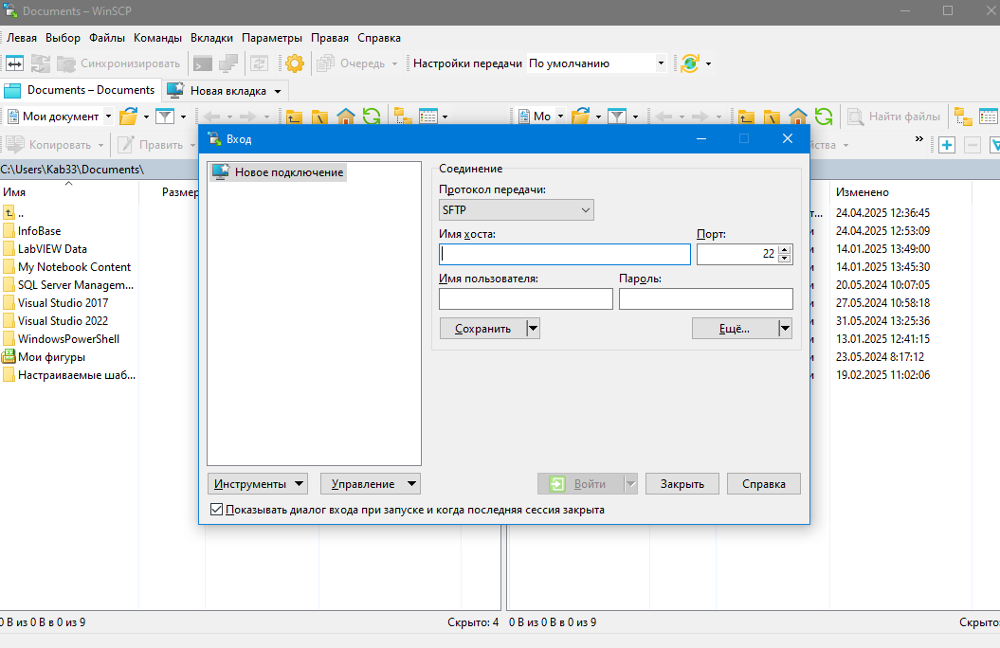 Documents – WinSCP
Левая Выбор Файлы Команды Вкладки Параметры Правая Справка
Синхронизировать Очередь Настройки передачи По умолчанию
Documents – Documents Новая вкладка
Мои документ Мо Найти файлы
Копировать Править
C:\Users\Kab33\Documents\
Имя Размер Изменено
.. 24.04.2025 12:36:45
InfoBase 24.04.2025 12:53:09
LabVIEW Data 14.01.2025 13:49:00
My Notebook Content 14.01.2025 13:45:30
SQL Server Managem... 20.05.2024 10:07:05
Visual Studio 2017 27.05.2024 10:58:18
Visual Studio 2022 31.05.2024 13:25:36
WindowsPowerShell 13.01.2025 12:41:15
Мои фигуры 23.05.2024 8:17:12
Настраиваемые шаб... 19.02.2025 11:02:06
Вход
Новое подключение
Соединение
Протокол передачи:
SFTP
Имя хоста: Порт:
22
Имя пользователя: Пароль:
Сохранить Ещё...
Инструменты Управление Войти Закрыть Справка
Показывать диалог входа при запуске и когда последняя сессия закрыта
0 B из 0 B в 0 из 9 Скрыто: 4 0 B из 0 B в 0 из 9 Скрыто: